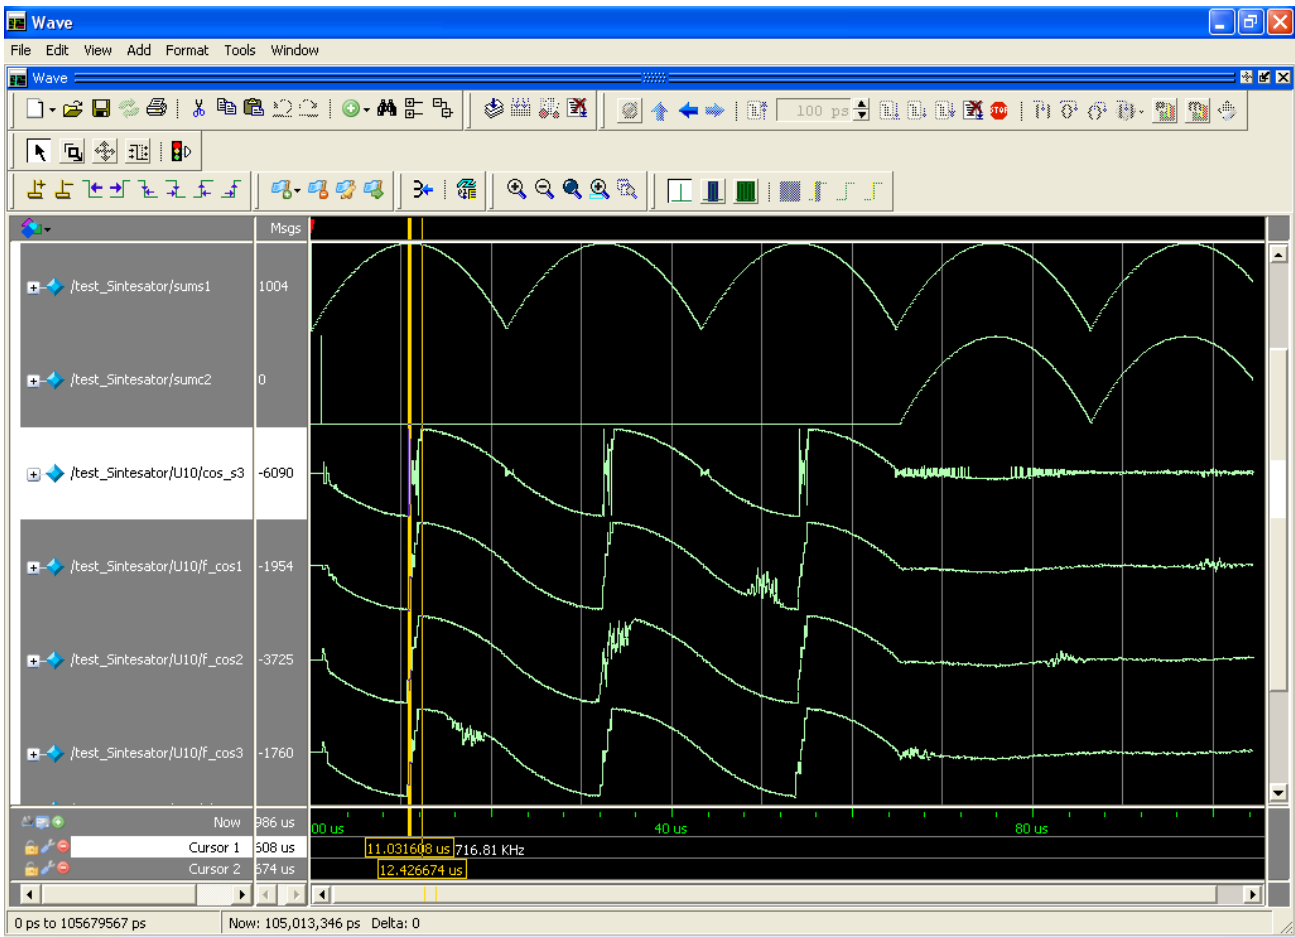 Wave
File Edit View Add Format Tools Window
Wave
100 ps
STOP
Msgs
/test_Sintesator/sums1 1004
/test_Sintesator/sumc2 0
/test_Sintesator/U10/cos_s3 -6090
/test_Sintesator/U10/f_cos1 -1954
/test_Sintesator/U10/f_cos2 -3725
/test_Sintesator/U10/f_cos3 -1760
Now 986 us 00 us 40 us 80 us
Cursor 1 608 us 11.031608 us 716.81 KHz
Cursor 2 674 us 12.426674 us
0 ps to 105679567 ps Now: 105,013,346 ps Delta: 0